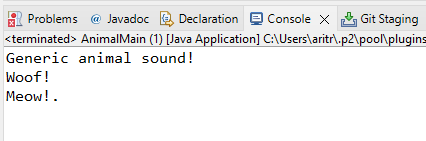 Problems Javadoc Declaration Console Git Staging
<terminated> AnimalMain (1) [Java Application] C:\Users\aritr\.p2\pool\plugins
Generic animal sound!
Woof!
Meow!.